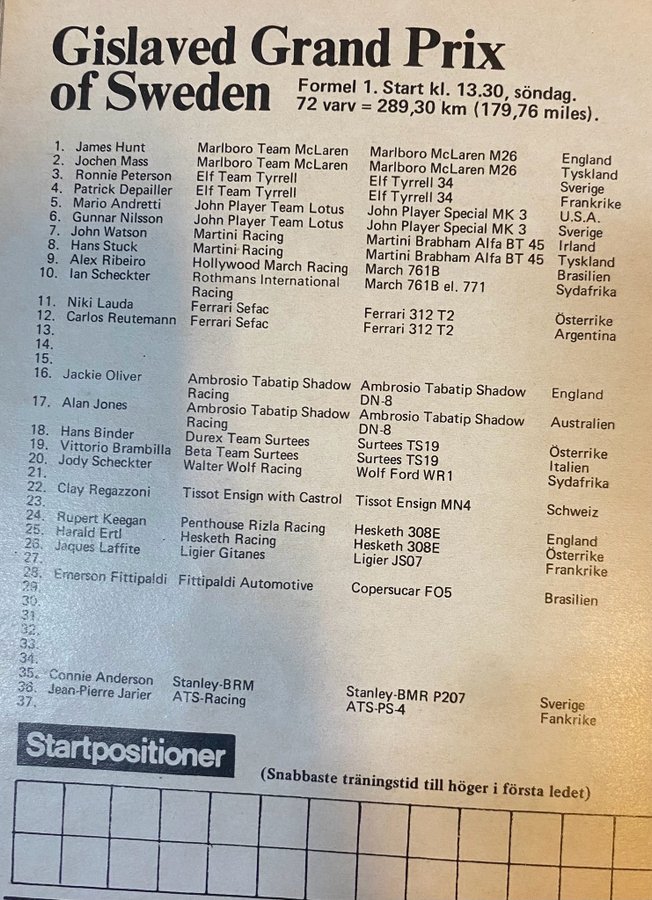 Gislaved Grand Prix
of Sweden Formel 1. Start kl. 13.30, söndag.
72 varv = 289,30 km (179,76 miles).
1. James Hunt Marlboro Team McLaren Marlboro McLaren M26 England
2. Jochen Mass Marlboro Team McLaren Marlboro McLaren M26 Tyskland
3. Ronnie Peterson Elf Team Tyrrell Elf Tyrrell 34 Sverige
4. Patrick Depailler Elf Team Tyrrell Elf Tyrrell 34 Frankrike
5. Mario Andretti John Player Team Lotus John Player Special MK 3 U.S.A.
6. Gunnar Nilsson John Player Team Lotus John Player Special MK 3 Sverige
7. John Watson Martini Racing Martini Brabham Alfa BT 45 Irland
8. Hans Stuck Martini Racing Martini Brabham Alfa BT 45 Tyskland
9. Alex Ribeiro Hollywood March Racing March 761B Brasilien
10. Ian Scheckter Rothmans International March 761B el. 771 Sydafrika
Racing
11. Niki Lauda Ferrari Sefac Ferrari 312 T2 Österrike
12. Carlos Reutemann Ferrari Sefac Ferrari 312 T2 Argentina
13.
14.
15.
16. Jackie Oliver Ambrosio Tabatip Shadow Ambrosio Tabatip Shadow England
Racing DN-8
17. Alan Jones Ambrosio Tabatip Shadow Ambrosio Tabatip Shadow Australien
Racing DN-8
18. Hans Binder Durex Team Surtees Surtees TS19 Österrike
19. Vittorio Brambilla Beta Team Surtees Surtees TS19 Italien
20. Jody Scheckter Walter Wolf Racing Wolf Ford WR1 Sydafrika
21.
22. Clay Regazzoni Tissot Ensign with Castrol Tissot Ensign MN4 Schweiz
23.
24. Rupert Keegan Penthouse Rizla Racing Hesketh 308E England
25. Harald Ertl Hesketh Racing Hesketh 308E Österrike
26. Jaques Laffite Ligier Gitanes Ligier JS07 Frankrike
27.
28. Emerson Fittipaldi Fittipaldi Automotive Copersucar FO5 Brasilien
29.
30.
31.
32.
33.
34.
35. Connie Anderson Stanley-BRM Stanley-BMR P207 Sverige
36. Jean-Pierre Jarier ATS-Racing ATS-PS-4 Fankrike
37.
Startpositioner
(Snabbaste träningstid till höger i första ledet)